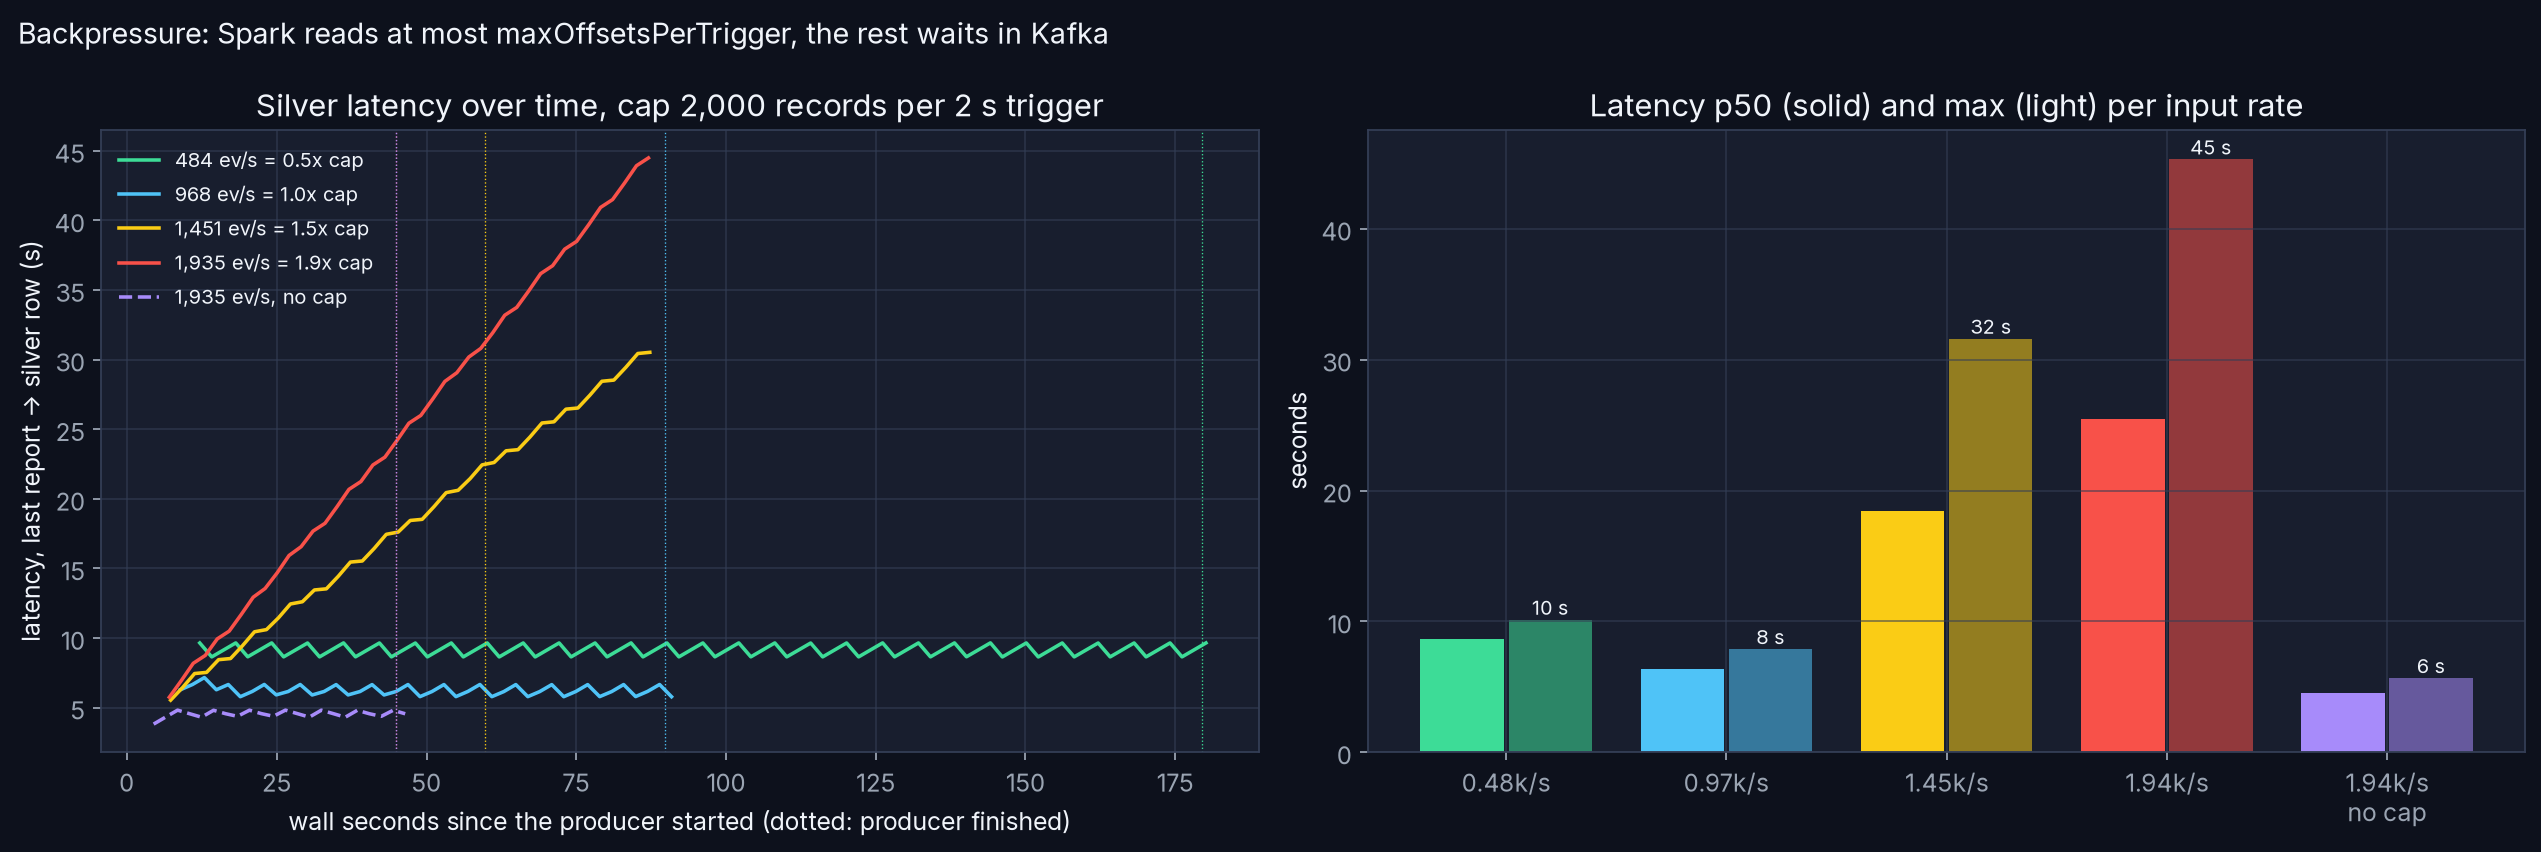 Backpressure: Spark reads at most maxOffsetsPerTrigger, the rest waits in Kafka
Silver latency over time, cap 2,000 records per 2 s trigger
latency, last report → silver row (s)
45
40
35
30
25
20
15
10
5
484 ev/s = 0.5x cap
968 ev/s = 1.0x cap
1,451 ev/s = 1.5x cap
1,935 ev/s = 1.9x cap
1,935 ev/s, no cap
0 25 50 75 100 125 150 175
wall seconds since the producer started (dotted: producer finished)
Latency p50 (solid) and max (light) per input rate
seconds
40
30
20
10
0
10 s
8 s
32 s
45 s
6 s
0.48k/s 0.97k/s 1.45k/s 1.94k/s 1.94k/s
no cap